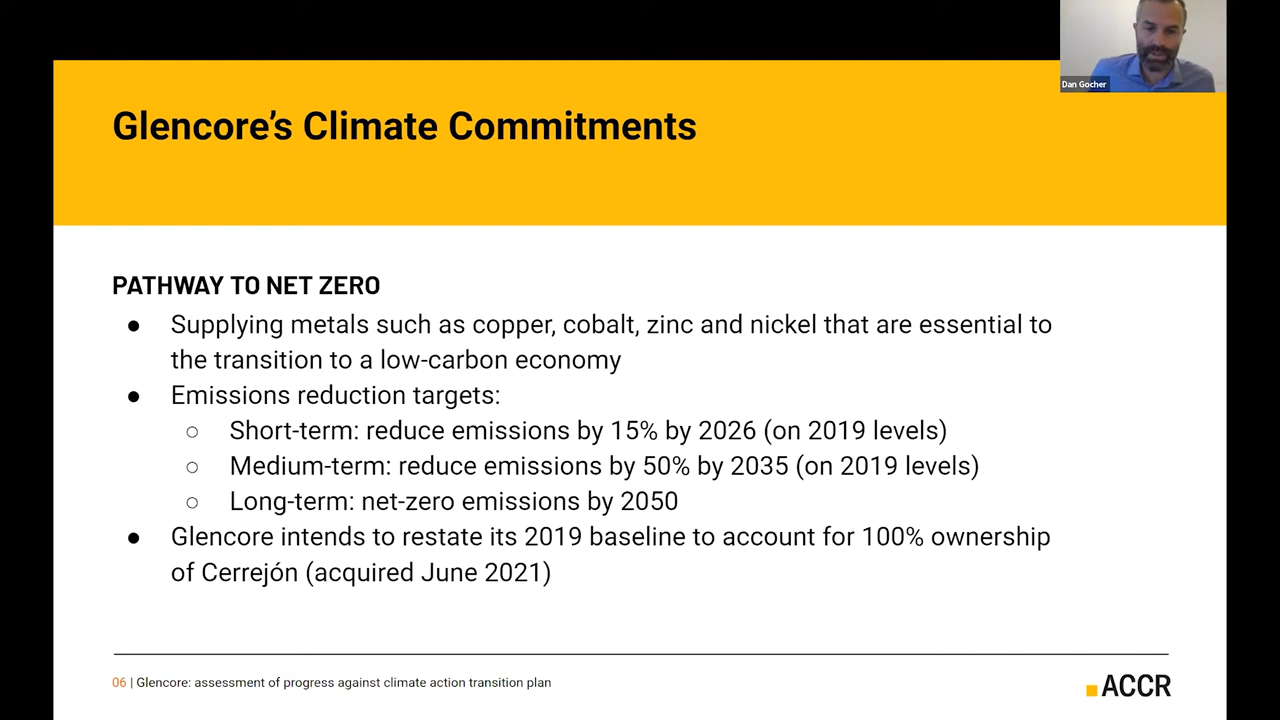 Dan Gocher
Glencore’s Climate Commitments
PATHWAY TO NET ZERO
● Supplying metals such as copper, cobalt, zinc and nickel that are essential to
the transition to a low-carbon economy
● Emissions reduction targets:
○ Short-term: reduce emissions by 15% by 2026 (on 2019 levels)
○ Medium-term: reduce emissions by 50% by 2035 (on 2019 levels)
○ Long-term: net-zero emissions by 2050
● Glencore intends to restate its 2019 baseline to account for 100% ownership
of Cerrejón (acquired June 2021)
06 | Glencore: assessment of progress against climate action transition plan
ACCR